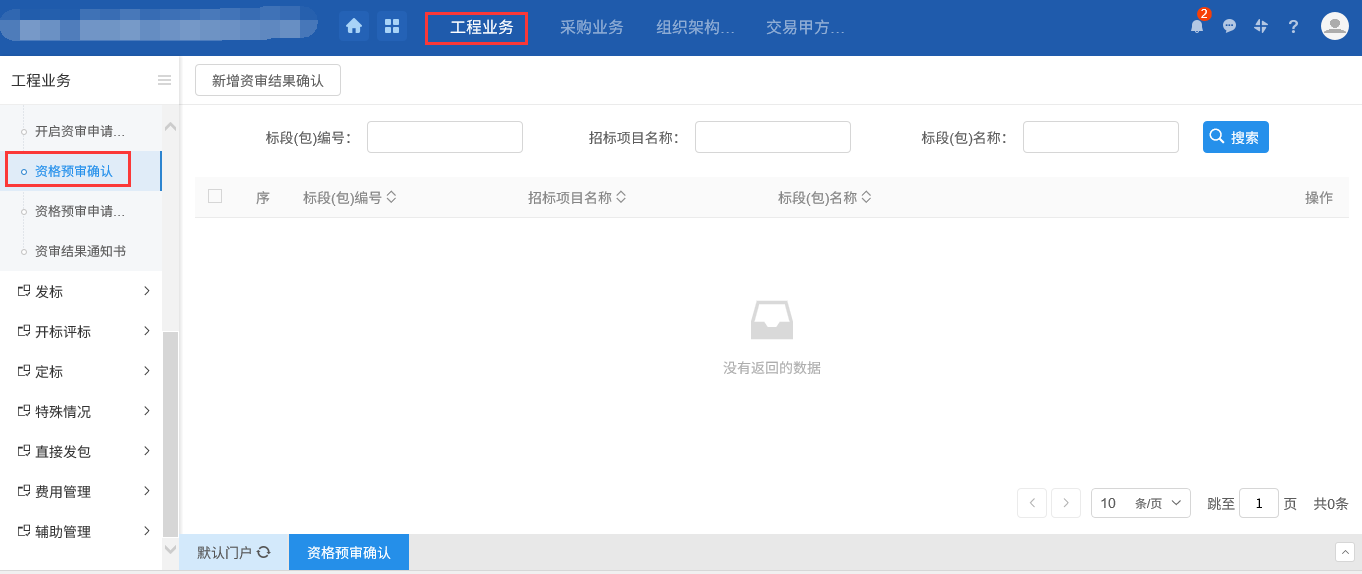 工程业务 采购业务 组织架构... 交易甲方... 2 ?
工程业务
新增资审结果确认
开启资审申请...
资格预审确认
资格预审申请...
资审结果通知书
发标
开标评标
定标
特殊情况
直接发包
费用管理
辅助管理
标段(包)编号: 招标项目名称: 标段(包)名称: 搜索
序 标段(包)编号 招标项目名称 标段(包)名称 操作
没有返回的数据
10 条/页 跳至 1 页 共0条
默认门户 资格预审确认